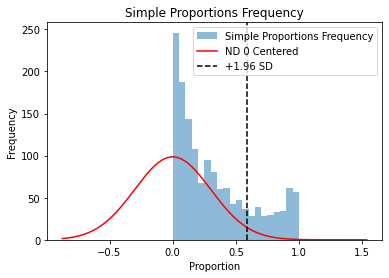 Simple Proportions Frequency
Simple Proportions Frequency
ND 0 Centered
+1.96 SD
Frequency
250
200
150
100
50
0
−0.5
0.0
0.5
1.0
1.5
Proportion